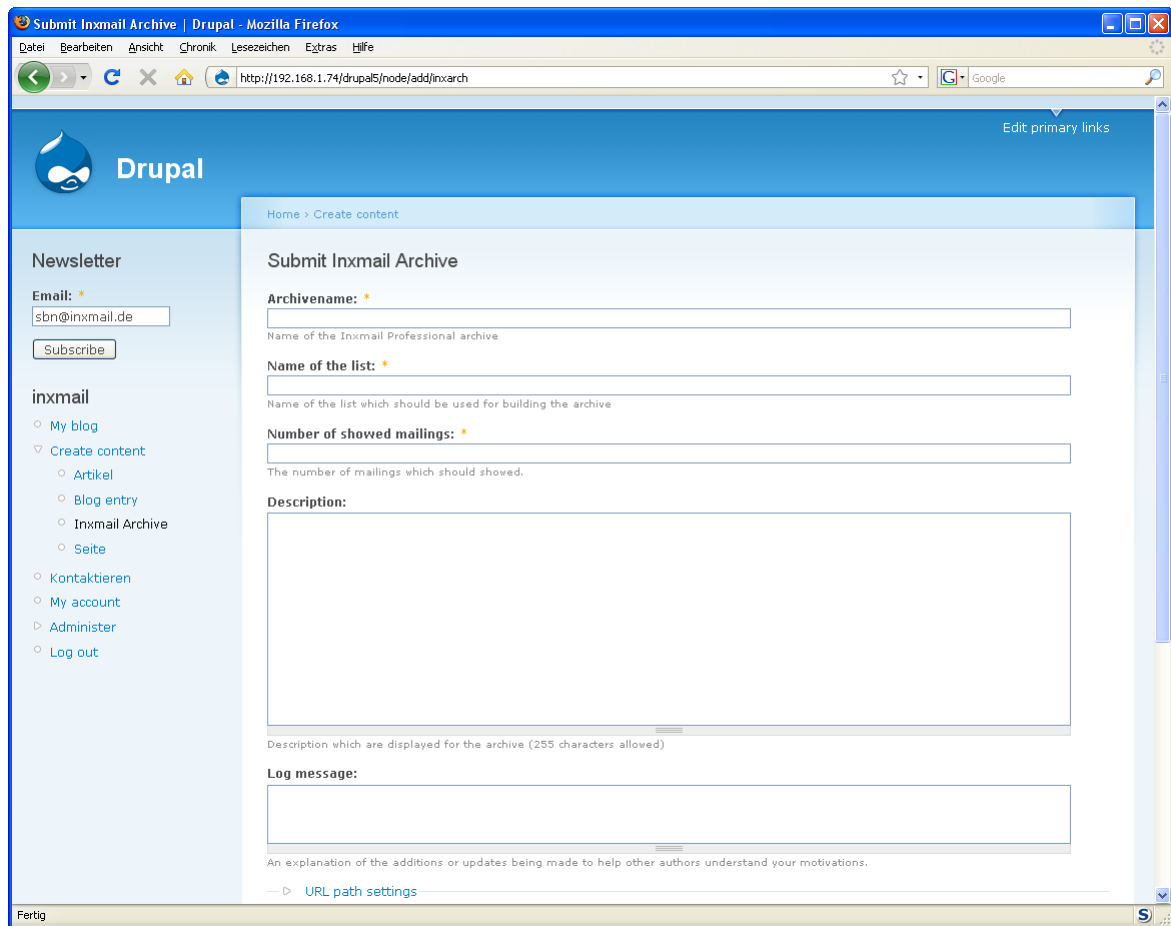 Submit Inxmail Archive | Drupal - Mozilla Firefox
Datei Bearbeiten Ansicht Chronik Lesezeichen Extras Hilfe
http://192.168.1.74/drupal5/node/add/inxarch
G Google
Edit primary links
Drupal
Home › Create content
Newsletter
Email: *
sbn@inxmail.de
Subscribe
inxmail
My blog
Create content
Artikel
Blog entry
Inxmail Archive
Seite
Kontaktieren
My account
Administer
Log out
Submit Inxmail Archive
Archivename: *
Name of the Inxmail Professional archive
Name of the list: *
Name of the list which should be used for building the archive
Number of showed mailings: *
The number of mailings which should showed.
Description:
Description which are displayed for the archive (255 characters allowed)
Log message:
An explanation of the additions or updates being made to help other authors understand your motivations.
URL path settings
Fertig
S